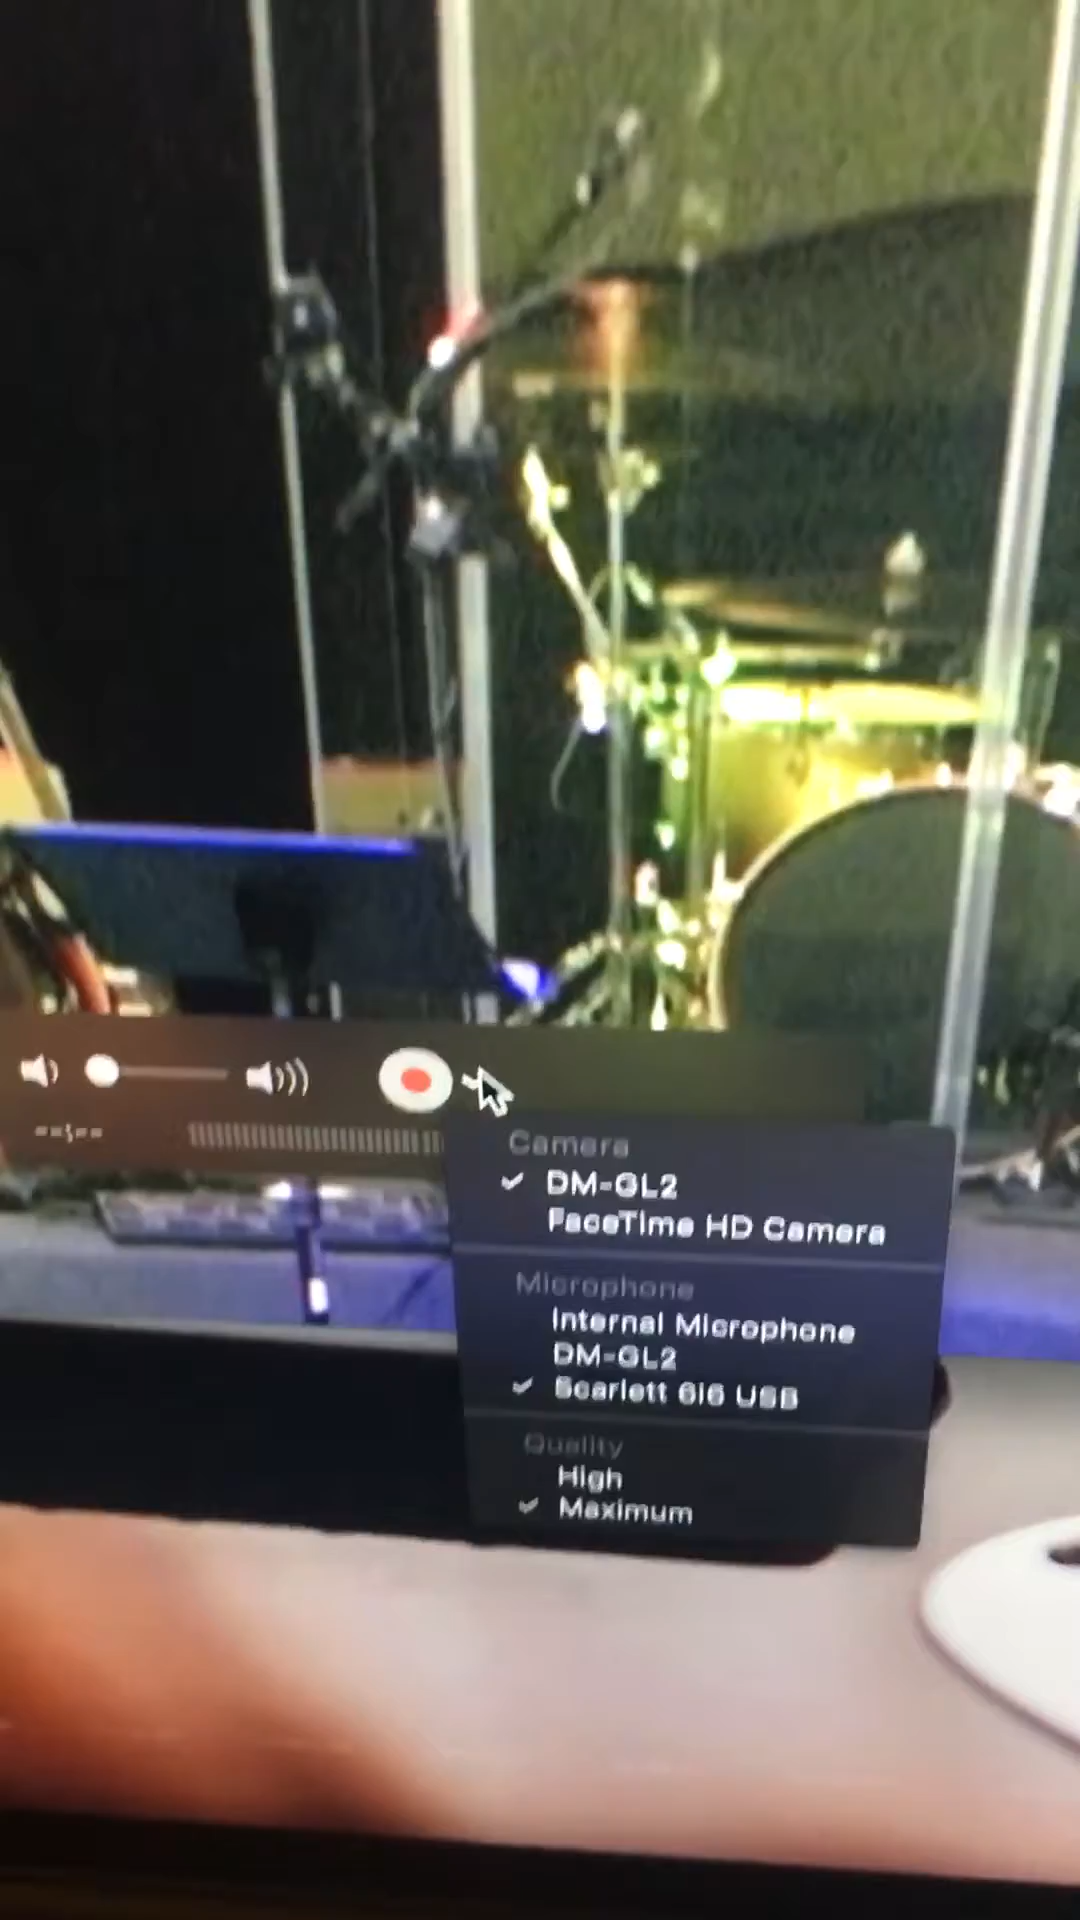 --:--
Camera
DM-GL2
FaceTime HD Camera
Microphone
Internal Microphone
DM-GL2
Scarlett 6i6 USB
Quality
High
Maximum